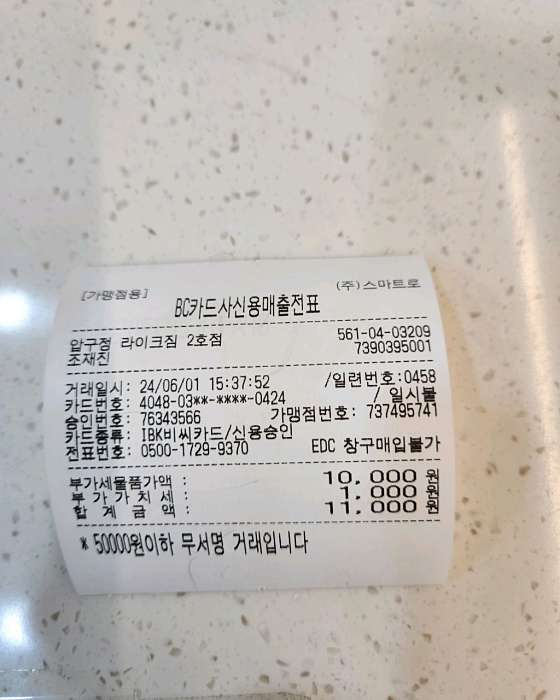 [가맹점용] (주)스마트로
BC카드사신용매출전표
압구정 라이크짐 2호점 561-04-03209
조재진 7390395001
거래일시: 24/06/01 15:37:52 /일련번호:0458
카드번호: 4048-03**-****-0424 / 일시불
승인번호: 76343566 가맹점번호: 737495741
카드종류: IBK비씨카드/신용승인
전표번호: 0500-1729-9370 EDC 창구매입불가
부가세물품가액 : 10,000 원
부 가 가 치 세 : 1,000 원
합 계 금 액 : 11,000 원
* 50000원이하 무서명 거래입니다